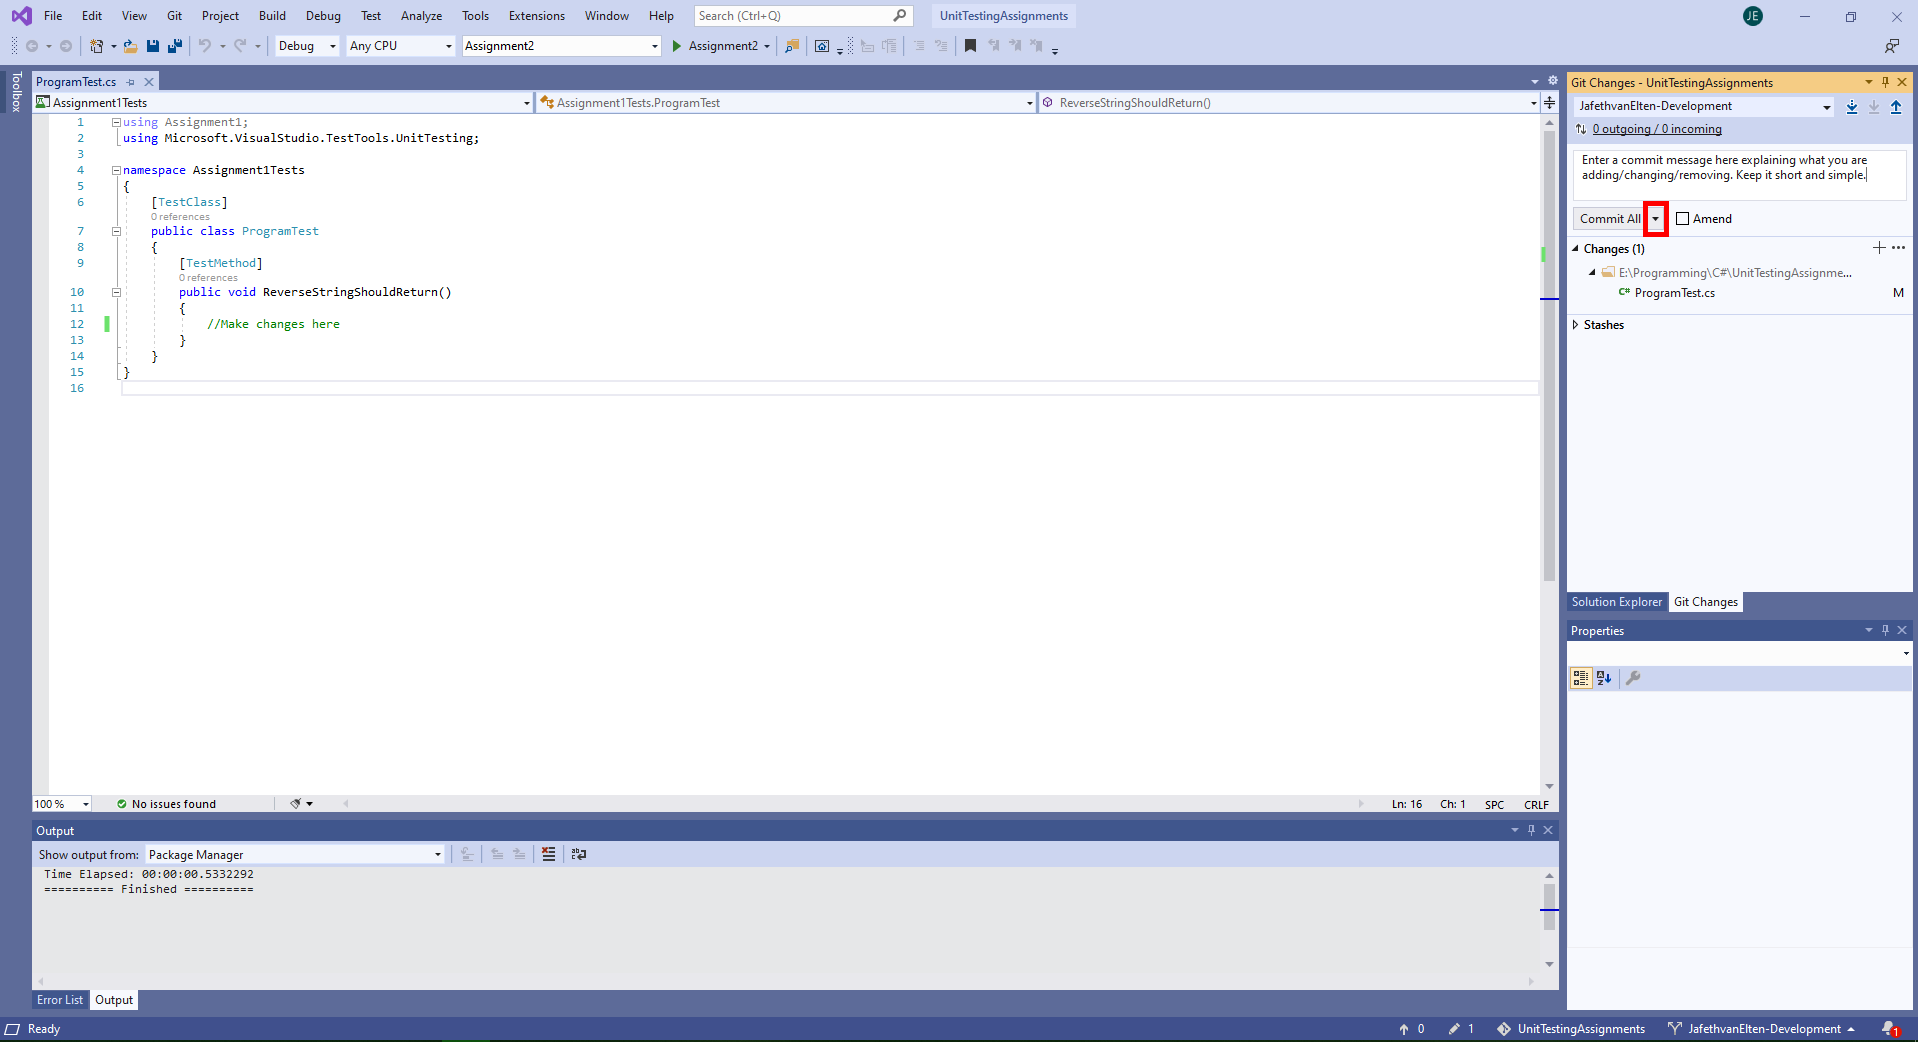 File Edit View Git Project Build Debug Test Analyze Tools Extensions Window Help Search (Ctrl+Q) UnitTestingAssignments JE
Debug Any CPU Assignment2 Assignment2
Toolbox
ProgramTest.cs
Assignment1Tests Assignment1Tests.ProgramTest ReverseStringShouldReturn()
1 using Assignment1;
2 using Microsoft.VisualStudio.TestTools.UnitTesting;
3
4 namespace Assignment1Tests
5 {
6 [TestClass]
0 references
7 public class ProgramTest
8 {
9 [TestMethod]
0 references
10 public void ReverseStringShouldReturn()
11 {
12 //Make changes here
13 }
14 }
15 }
16
100 % No issues found Ln: 16 Ch: 1 SPC CRLF
Output
Show output from: Package Manager
Time Elapsed: 00:00:00.5332292
========== Finished ==========
Error List Output
Git Changes - UnitTestingAssignments
JafethvanElten-Development
0 outgoing / 0 incoming
Enter a commit message here explaining what you are
adding/changing/removing. Keep it short and simple.
Commit All Amend
Changes (1)
E:\Programming\C#\UnitTestingAssignme...
C# ProgramTest.cs M
Stashes
Solution Explorer Git Changes
Properties
Ready 0 1 UnitTestingAssignments JafethvanElten-Development 1